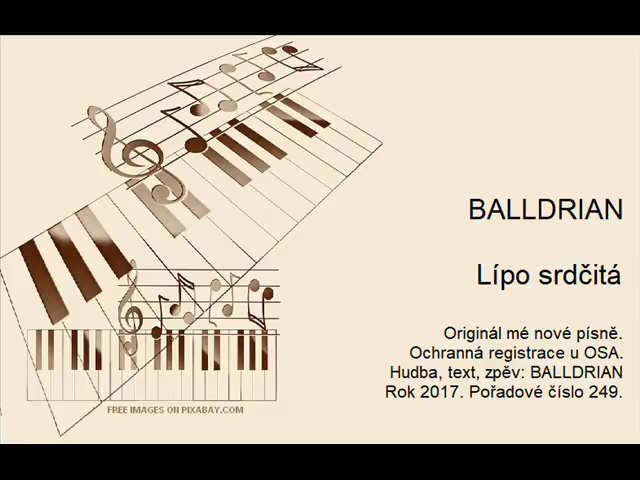 BALLDRIAN
Lípo srdčitá
Originál mé nové písně.
Ochranná registrace u OSA.
Hudba, text, zpěv: BALLDRIAN
Rok 2017. Pořadové číslo 249.
FREE IMAGES ON PIXABAY.COM